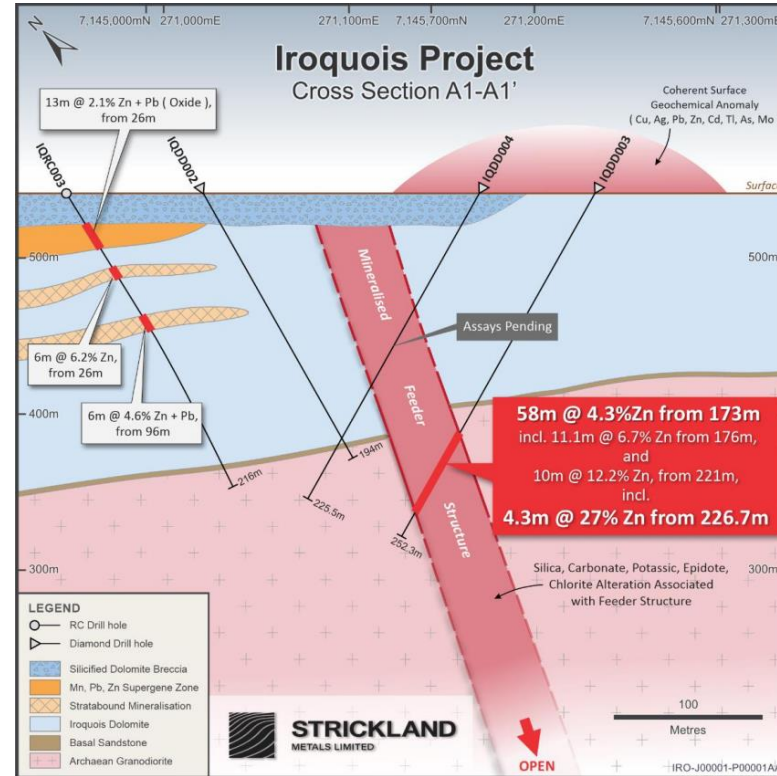 7,145,000mN
271,000mE
271,100mE
7,145,700mN
271,200mE
7,145,600mN
271,300mE
N
Iroquois Project
Cross Section A1-A1'
13m @ 2.1% Zn + Pb ( Oxide ),
from 26m
Coherent Surface
Geochemical Anomaly
( Cu, Ag, Pb, Zn, Cd, Tl, As, Mo
IQRC003
IQDD002
IQDD004
IQDD003
Surface
500m
500m
Mineralised
Feeder
Structure
Assays Pending
6m @ 6.2% Zn,
from 26m
6m @ 4.6% Zn + Pb,
from 96m
400m
58m @ 4.3%Zn from 173m
incl. 11.1m @ 6.7% Zn from 176m,
and
10m @ 12.2% Zn, from 221m,
incl.
4.3m @ 27% Zn from 226.7m
216m
194m
225.5m
252.3m
300m
300m
Silica, Carbonate, Potassic, Epidote,
Chlorite Alteration Associated
with Feeder Structure
LEGEND
RC Drill hole
Diamond Drill hole
Silicified Dolomite Breccia
Mn, Pb, Zn Supergene Zone
Stratabound Mineralisation
Iroquois Dolomite
Basal Sandstone
Archaean Granodiorite
STRICKLAND
METALS LIMITED
OPEN
100
Metres
IRO-J00001-P00001AA